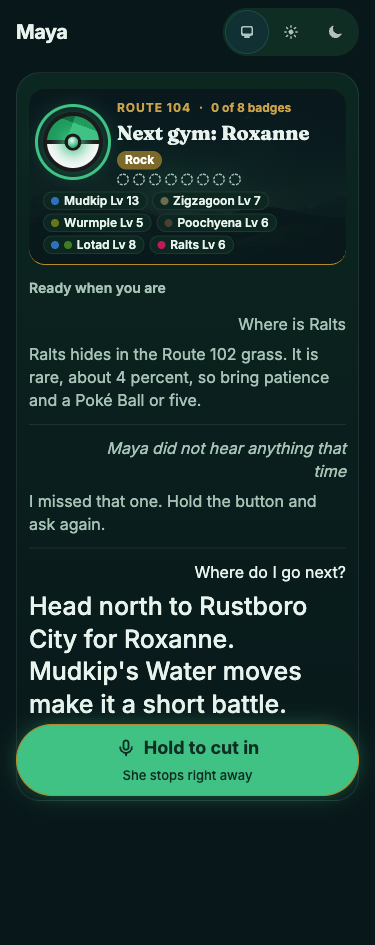 Maya
ROUTE 104 · 0 of 8 badges
Next gym: Roxanne
Rock
Mudkip Lv 13 Zigzagoon Lv 7
Wurmple Lv 5 Poochyena Lv 6
Lotad Lv 8 Ralts Lv 6
Ready when you are
Where is Ralts
Ralts hides in the Route 102 grass. It is
rare, about 4 percent, so bring patience
and a Poké Ball or five.
Maya did not hear anything that
time
I missed that one. Hold the button and
ask again.
Where do I go next?
Head north to Rustboro
City for Roxanne.
Mudkip's Water moves
make it a short battle.
Hold to cut in
She stops right away